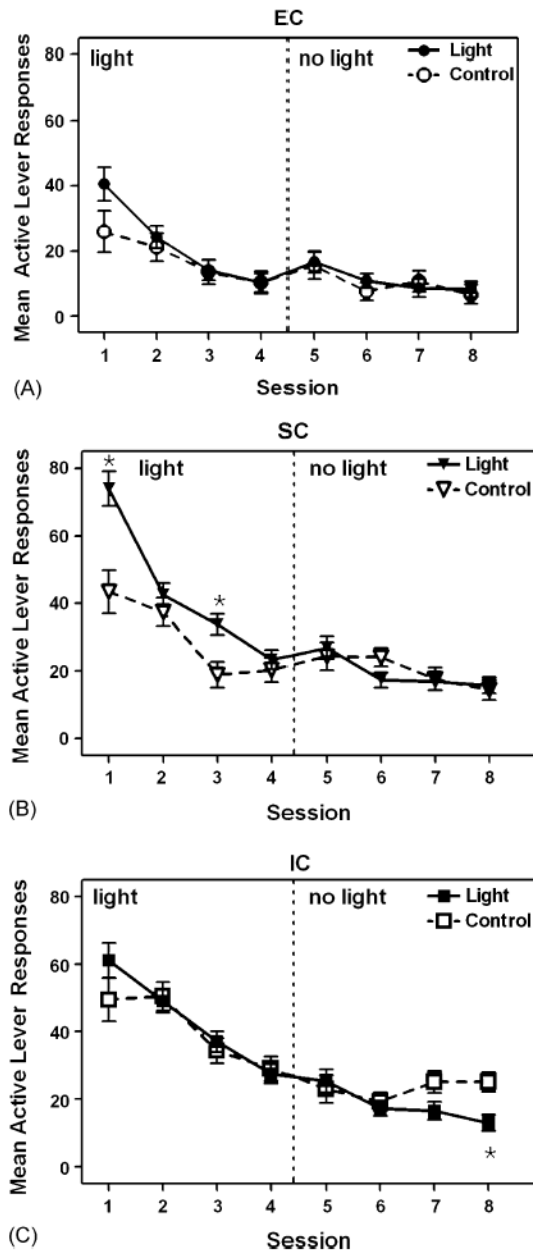 EC
light
no light
Light
Control
Mean Active Lever Responses
80
60
40
20
0
1 2 3 4 5 6 7 8
Session
(A)
SC
light
no light
Light
Control
Mean Active Lever Responses
80
60
40
20
0
*
*
1 2 3 4 5 6 7 8
Session
(B)
IC
light
no light
Light
Control
Mean Active Lever Responses
80
60
40
20
0
*
1 2 3 4 5 6 7 8
Session
(C)